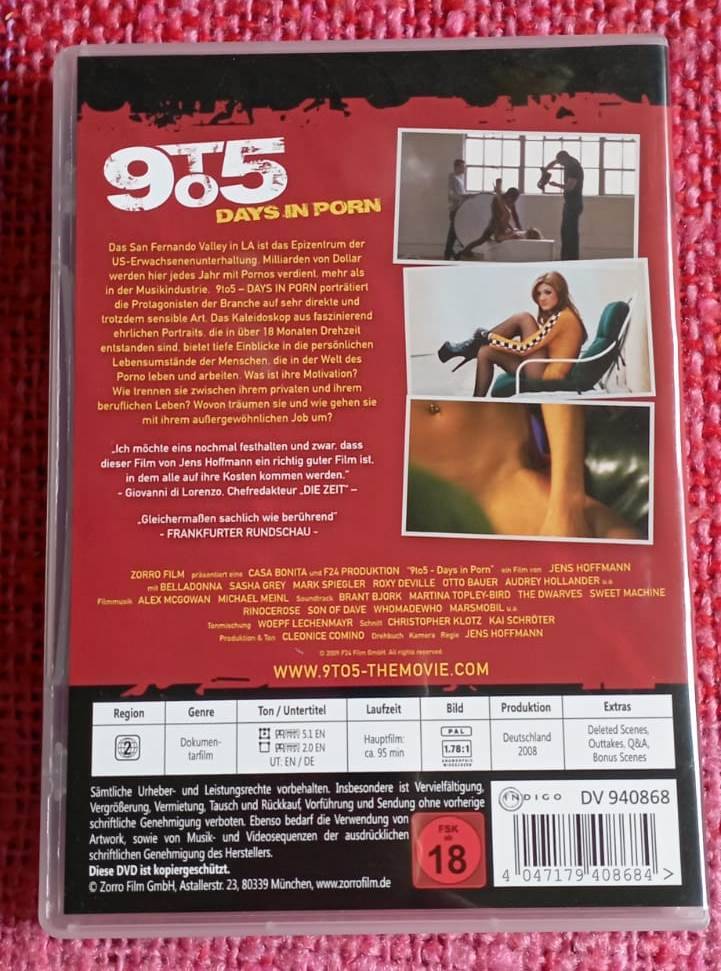 9TO5
DAYS IN PORN
Das San Fernando Valley in LA ist das Epizentrum der
US-Erwachsenenunterhaltung. Milliarden von Dollar
werden hier jedes Jahr mit Pornos verdient, mehr als
in der Musikindustrie. 9to5 – DAYS IN PORN porträtiert
die Protagonisten der Branche auf sehr direkte und
trotzdem sensible Art. Das Kaleidoskop aus faszinierend
ehrlichen Portraits, die in über 18 Monaten Drehzeit
entstanden sind, bietet tiefe Einblicke in die persönlichen
Lebensumstände der Menschen, die in der Welt des
Porno leben und arbeiten. Was ist ihre Motivation?
Wie trennen sie zwischen ihrem privaten und ihrem
beruflichen Leben? Wovon träumen sie und wie gehen sie
mit ihrem außergewöhnlichen Job um?
„Ich möchte eins nochmal festhalten und zwar, dass
dieser Film von Jens Hoffmann ein richtig guter Film ist,
in dem alle auf ihre Kosten kommen werden."
- Giovanni di Lorenzo, Chefredakteur „DIE ZEIT" –
„Gleichermaßen sachlich wie berührend"
- FRANKFURTER RUNDSCHAU -
ZORRO FILM präsentiert eine CASA BONITA und F24 PRODUKTION "9to5 - Days in Porn" ein Film von JENS HOFFMANN
mit BELLADONNA SASHA GREY MARK SPIEGLER ROXY DEVILLE OTTO BAUER AUDREY HOLLANDER u.a
Filmmusik ALEX MCGOWAN MICHAEL MEINL Soundtrack BRANT BJORK MARTINA TOPLEY-BIRD THE DWARVES SWEET MACHINE
RINOCEROSE SON OF DAVE WHOMADEWHO MARSMOBIL u.a.
Tonmischung WOEPF LECHENMAYR Schnitt CHRISTOPHER KLOTZ KAI SCHRÖTER
Produktion & Ton CLEONICE COMINO Drehbuch Kamera Regie JENS HOFFMANN
© 2009 F24 Film GmbH. All rights reserved.
WWW.9TO5-THEMOVIE.COM
Region Genre Ton / Untertitel Laufzeit Bild Produktion Extras
2
Dokumen-
tarfilm
5.1 EN
2.0 EN
UT: EN / DE
Hauptfilm:
ca. 95 min
PAL
1.78:1
Deutschland
2008
Deleted Scenes,
Outtakes, Q&A,
Bonus Scenes
Sämtliche Urheber- und Leistungsrechte vorbehalten. Insbesondere ist Vervielfältigung,
Vergrößerung, Vermietung, Tausch und Rückkauf, Vorführung und Sendung ohne vorherige
schriftliche Genehmigung verboten. Ebenso bedarf die Verwendung von
Artwork, sowie von Musik- und Videosequenzen der ausdrücklichen
schriftlichen Genehmigung des Herstellers.
Diese DVD ist kopiergeschützt.
© Zorro Film GmbH, Astallerstr. 23, 80339 München, www.zorrofilm.de
FSK
ab
18
INDIGO DV 940868
4 047179 408684 >